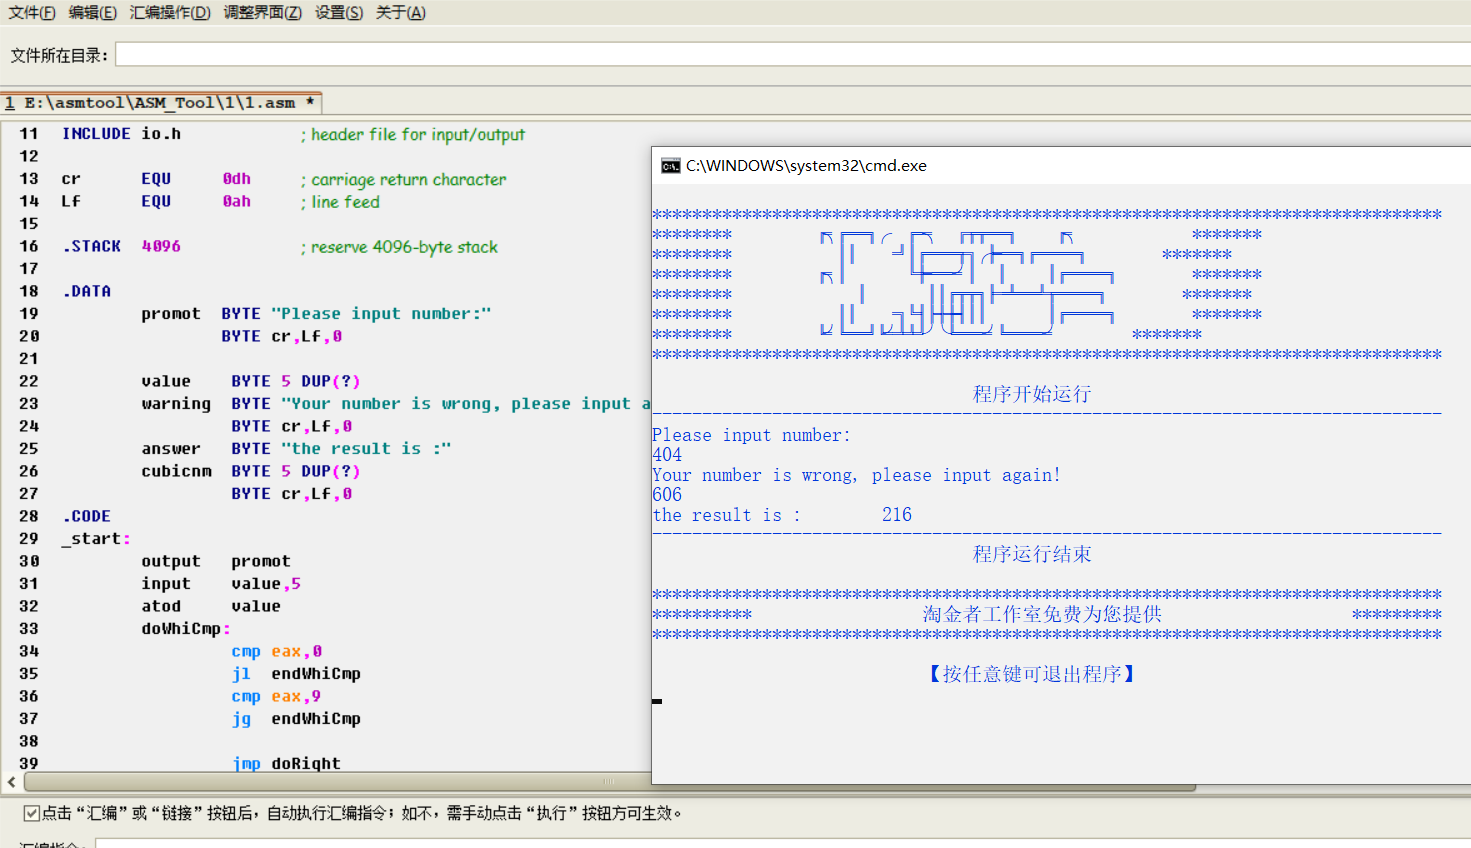 文件(F) 编辑(E) 汇编操作(D) 调整界面(Z) 设置(S) 关于(A)
文件所在目录：
1 E:\asmtool\ASM_Tool\1\1.asm *
11 INCLUDE io.h ; header file for input/output
12
13 cr EQU 0dh ; carriage return character
14 Lf EQU 0ah ; line feed
15
16 .STACK 4096 ; reserve 4096-byte stack
17
18 .DATA
19 promot BYTE "Please input number:"
20 BYTE cr,Lf,0
21
22 value BYTE 5 DUP(?)
23 warning BYTE "Your number is wrong, please input a
24 BYTE cr,Lf,0
25 answer BYTE "the result is :"
26 cubicnm BYTE 5 DUP(?)
27 BYTE cr,Lf,0
28 .CODE
29 _start:
30 output promot
31 input value,5
32 atod value
33 doWhiCmp:
34 cmp eax,0
35 jl endWhiCmp
36 cmp eax,9
37 jg endWhiCmp
38
39 jmp doRight
点击“汇编”或“链接”按钮后，自动执行汇编指令；如不，需手动点击“执行”按钮方可生效。
汇编指令：
C:\WINDOWS\system32\cmd.exe
程序开始运行
Please input number:
404
Your number is wrong, please input again!
606
the result is : 216
程序运行结束
淘金者工作室免费为您提供
【按任意键可退出程序】